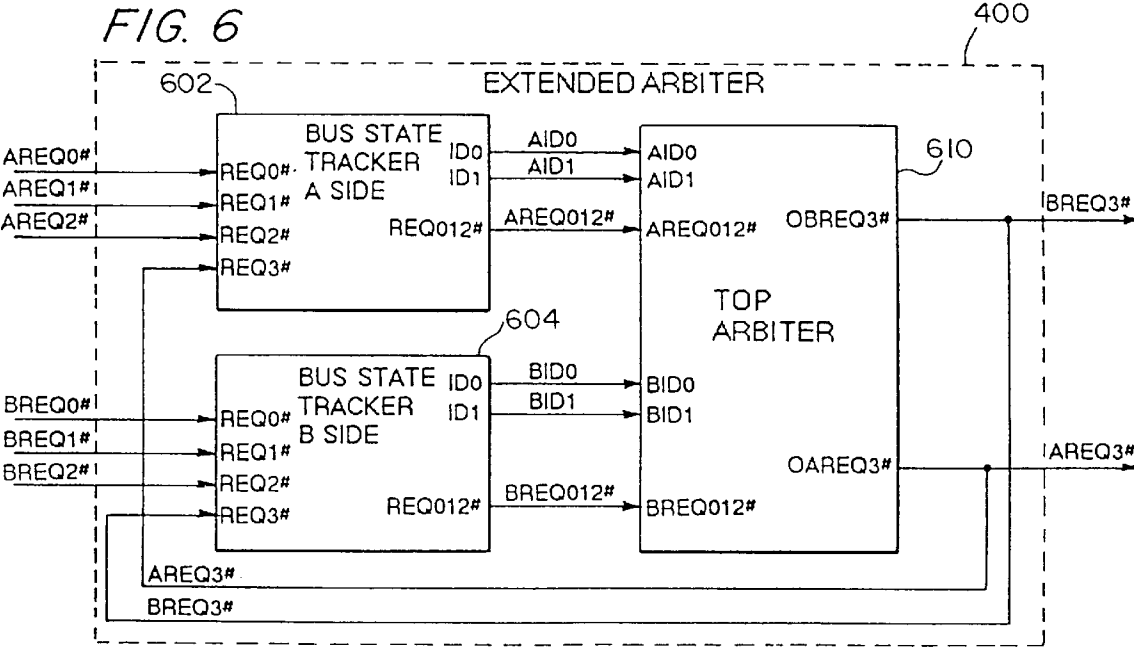 FIG. 6
400
EXTENDED ARBITER
602
BUS STATE
TRACKER
A SIDE
AREQ0#
AREQ1#
AREQ2#
REQ0#
REQ1#
REQ2#
REQ3#
ID0
ID1
REQ012#
AID0
AID1
AREQ012#
AID0
AID1
AREQ012#
TOP
ARBITER
610
OBREQ3#
BREQ3#
604
BUS STATE
TRACKER
B SIDE
BREQ0#
BREQ1#
BREQ2#
REQ0#
REQ1#
REQ2#
REQ3#
ID0
ID1
REQ012#
BID0
BID1
BREQ012#
BID0
BID1
BREQ012#
OAREQ3#
AREQ3#
AREQ3#
BREQ3#